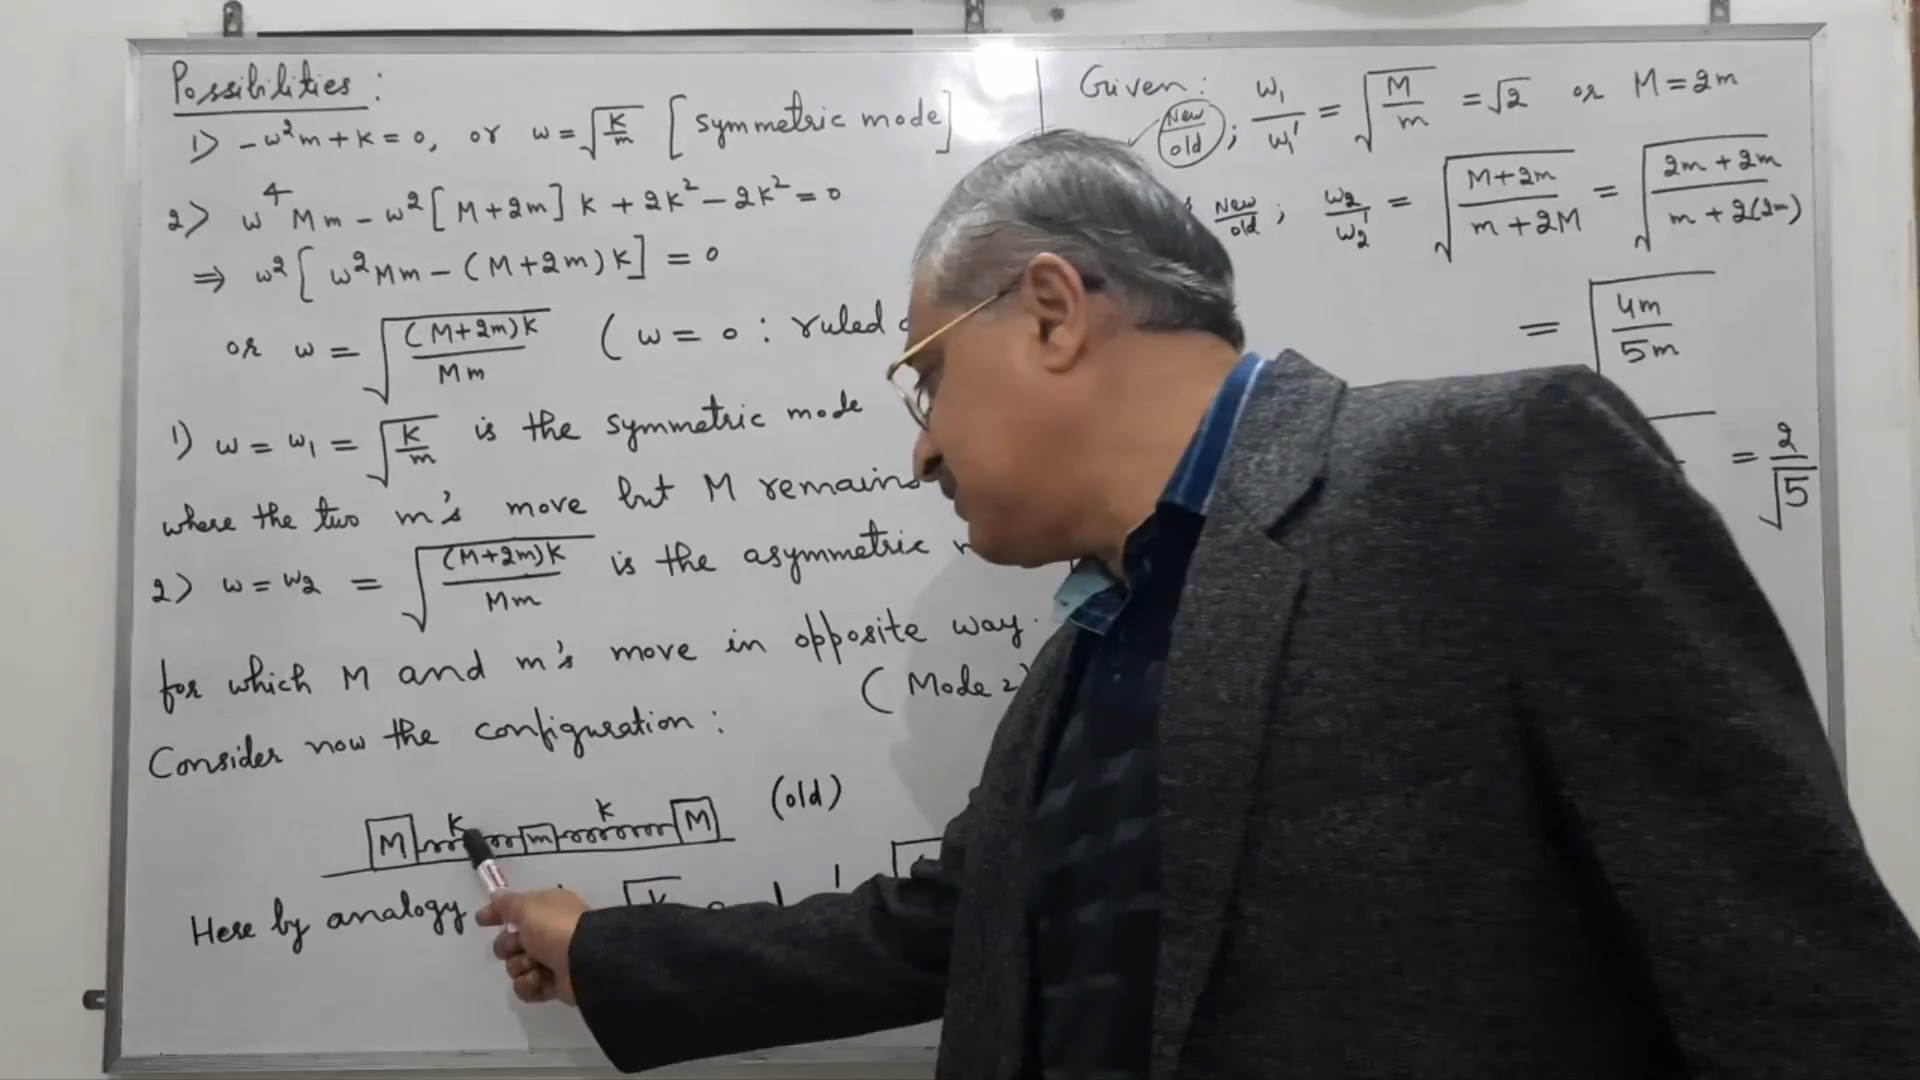 Possibilities :
1) -ω²m + k = 0, or ω = √(k/m) [symmetric mode]
2) ω⁴Mm - ω²[M+2m]k + 2k² - 2k² = 0
⇒ ω²[ω²Mm - (M+2m)k] = 0
or ω = √((M+2m)k/Mm) (ω = 0 : ruled
1) ω = ω₁ = √(k/m) is the symmetric mode
where the two m's move but M remains
2) ω = ω₂ = √((M+2m)k/Mm) is the asymmetric
for which M and m's move in opposite way.
(Mode 2)
Consider now the configuration :
M k m k M (old)
Here by analogy
Given : ω₁/ω₁' = √(M/m) = √2 or M = 2m
New/old ;
New/old ; ω₂/ω₂' = √((M+2m)/(m+2M)) = √((2m+2m)/(m+2(2m)))
= √(4m/5m)
= 2/√5